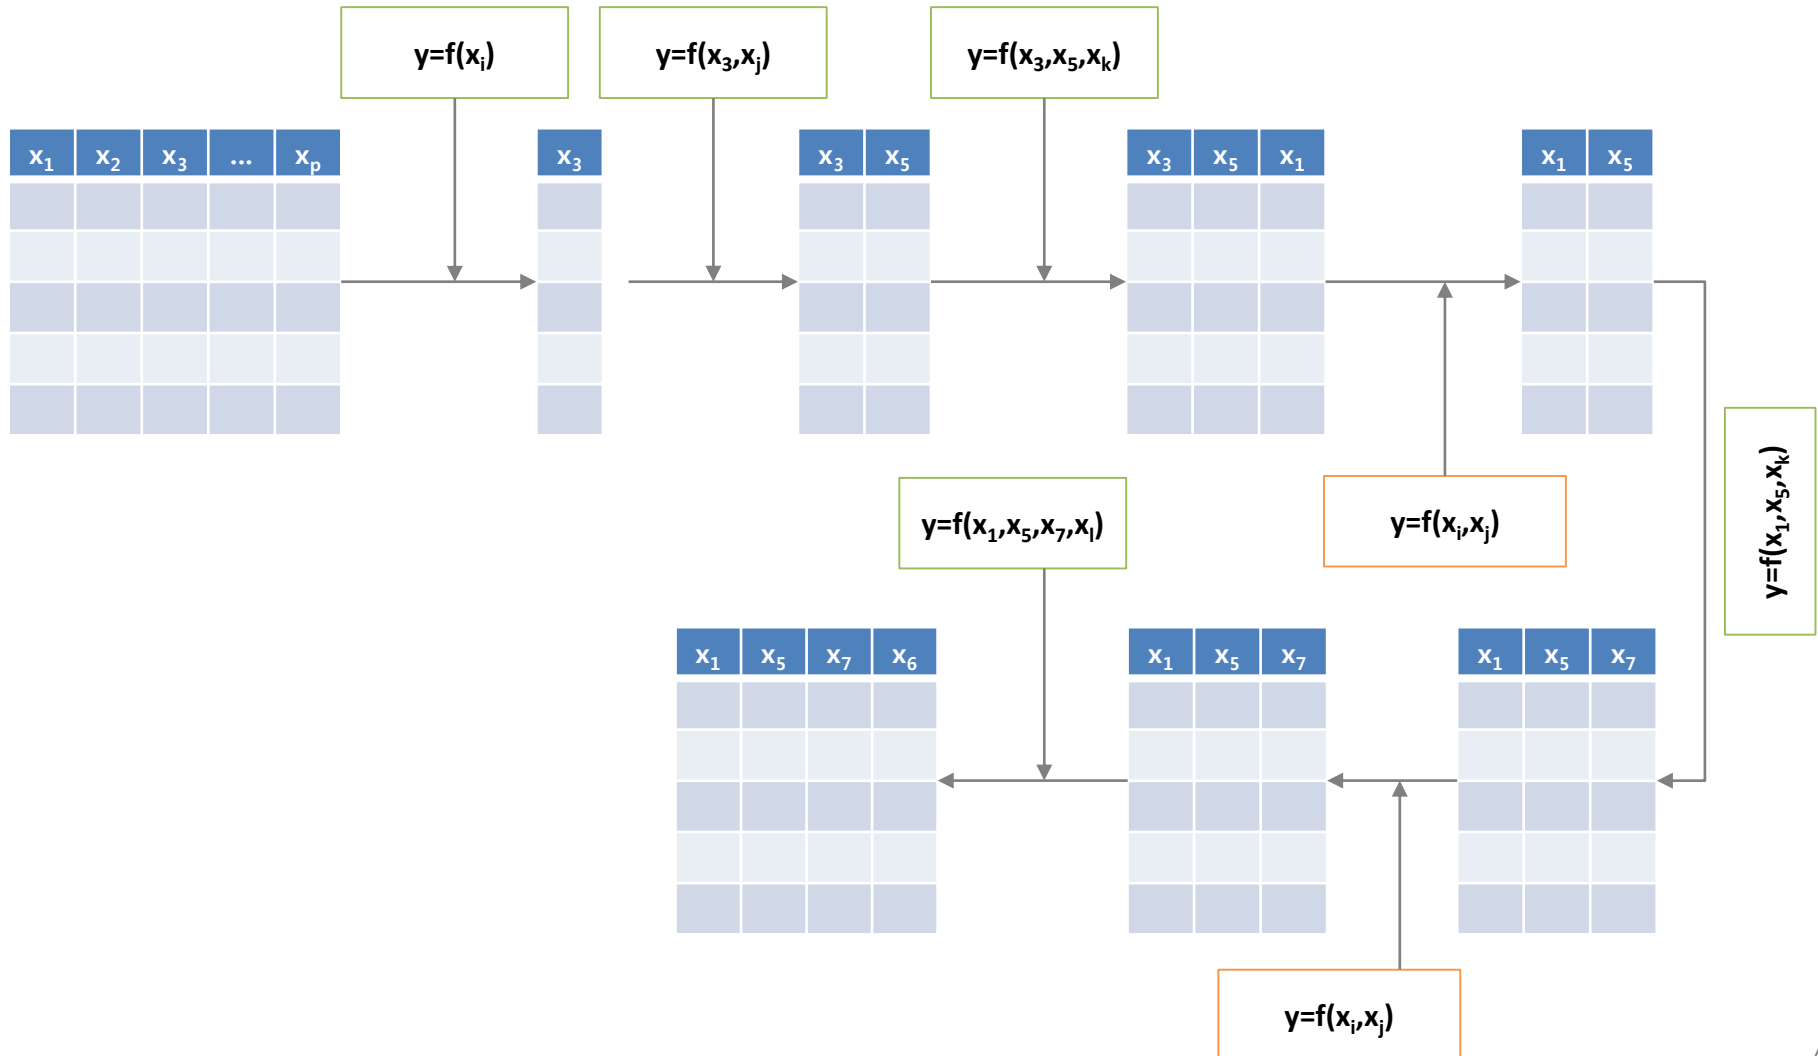 y=f(xᵢ)
y=f(x₃,xⱼ)
y=f(x₃,x₅,xₖ)
x₁ x₂ x₃ ... xₚ
x₃
x₃ x₅
x₃ x₅ x₁
x₁ x₅
y=f(x₁,x₅,xₖ)
y=f(xᵢ,xⱼ)
y=f(x₁,x₅,x₇,xₗ)
x₁ x₅ x₇
x₁ x₅ x₇
x₁ x₅ x₇ x₆
y=f(xᵢ,xⱼ)